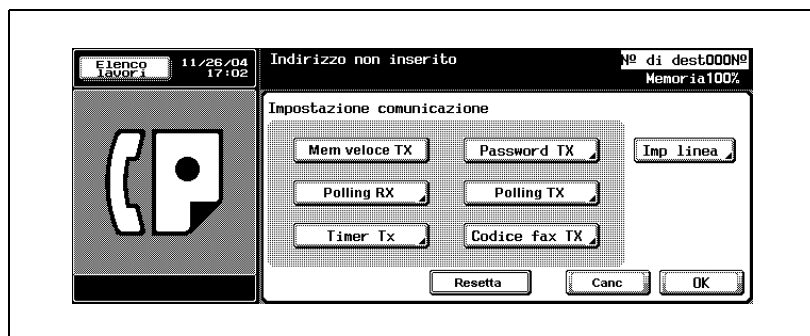 Elenco lavori
11/26/04
17:02
Indirizzo non inserito
Nº di dest000Nº
Memoria100%
Impostazione comunicazione
Mem veloce TX
Password TX
Imp linea
Polling RX
Polling TX
Timer Tx
Codice fax TX
Resetta
Canc
OK